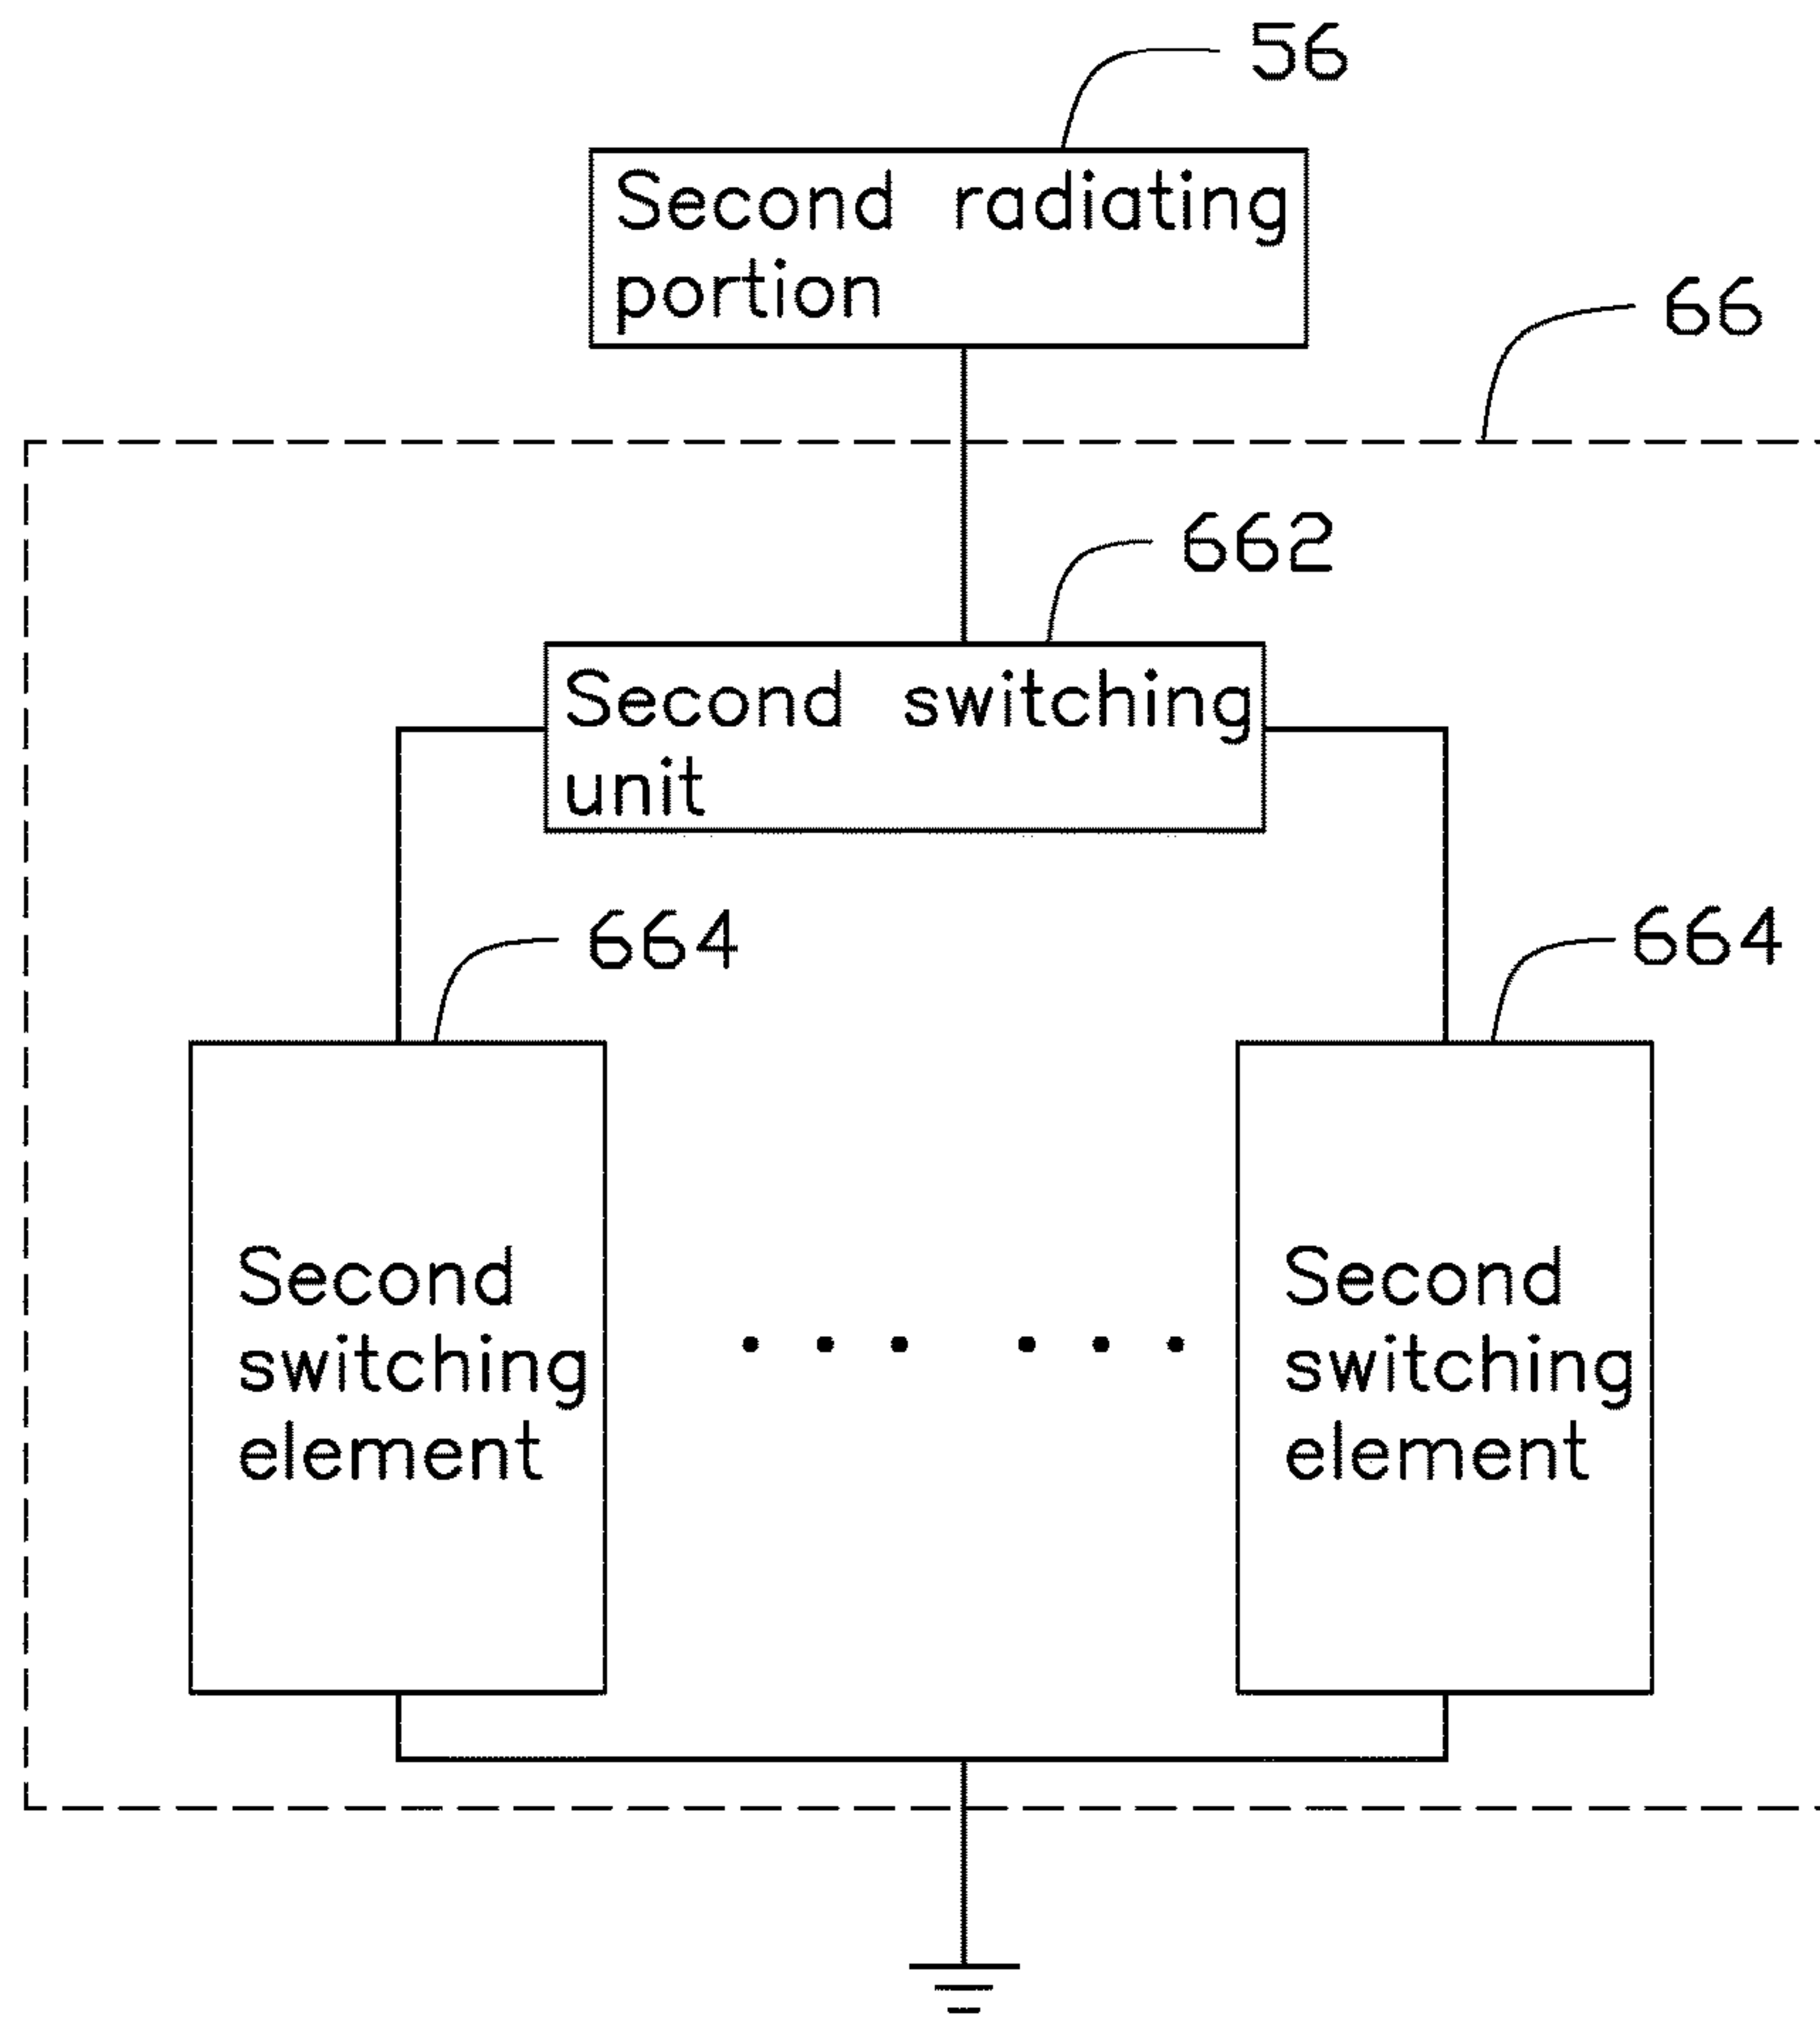 56
Second radiating
portion
66
662
Second switching
unit
664
664
Second
switching
element
. . . . . .
Second
switching
element